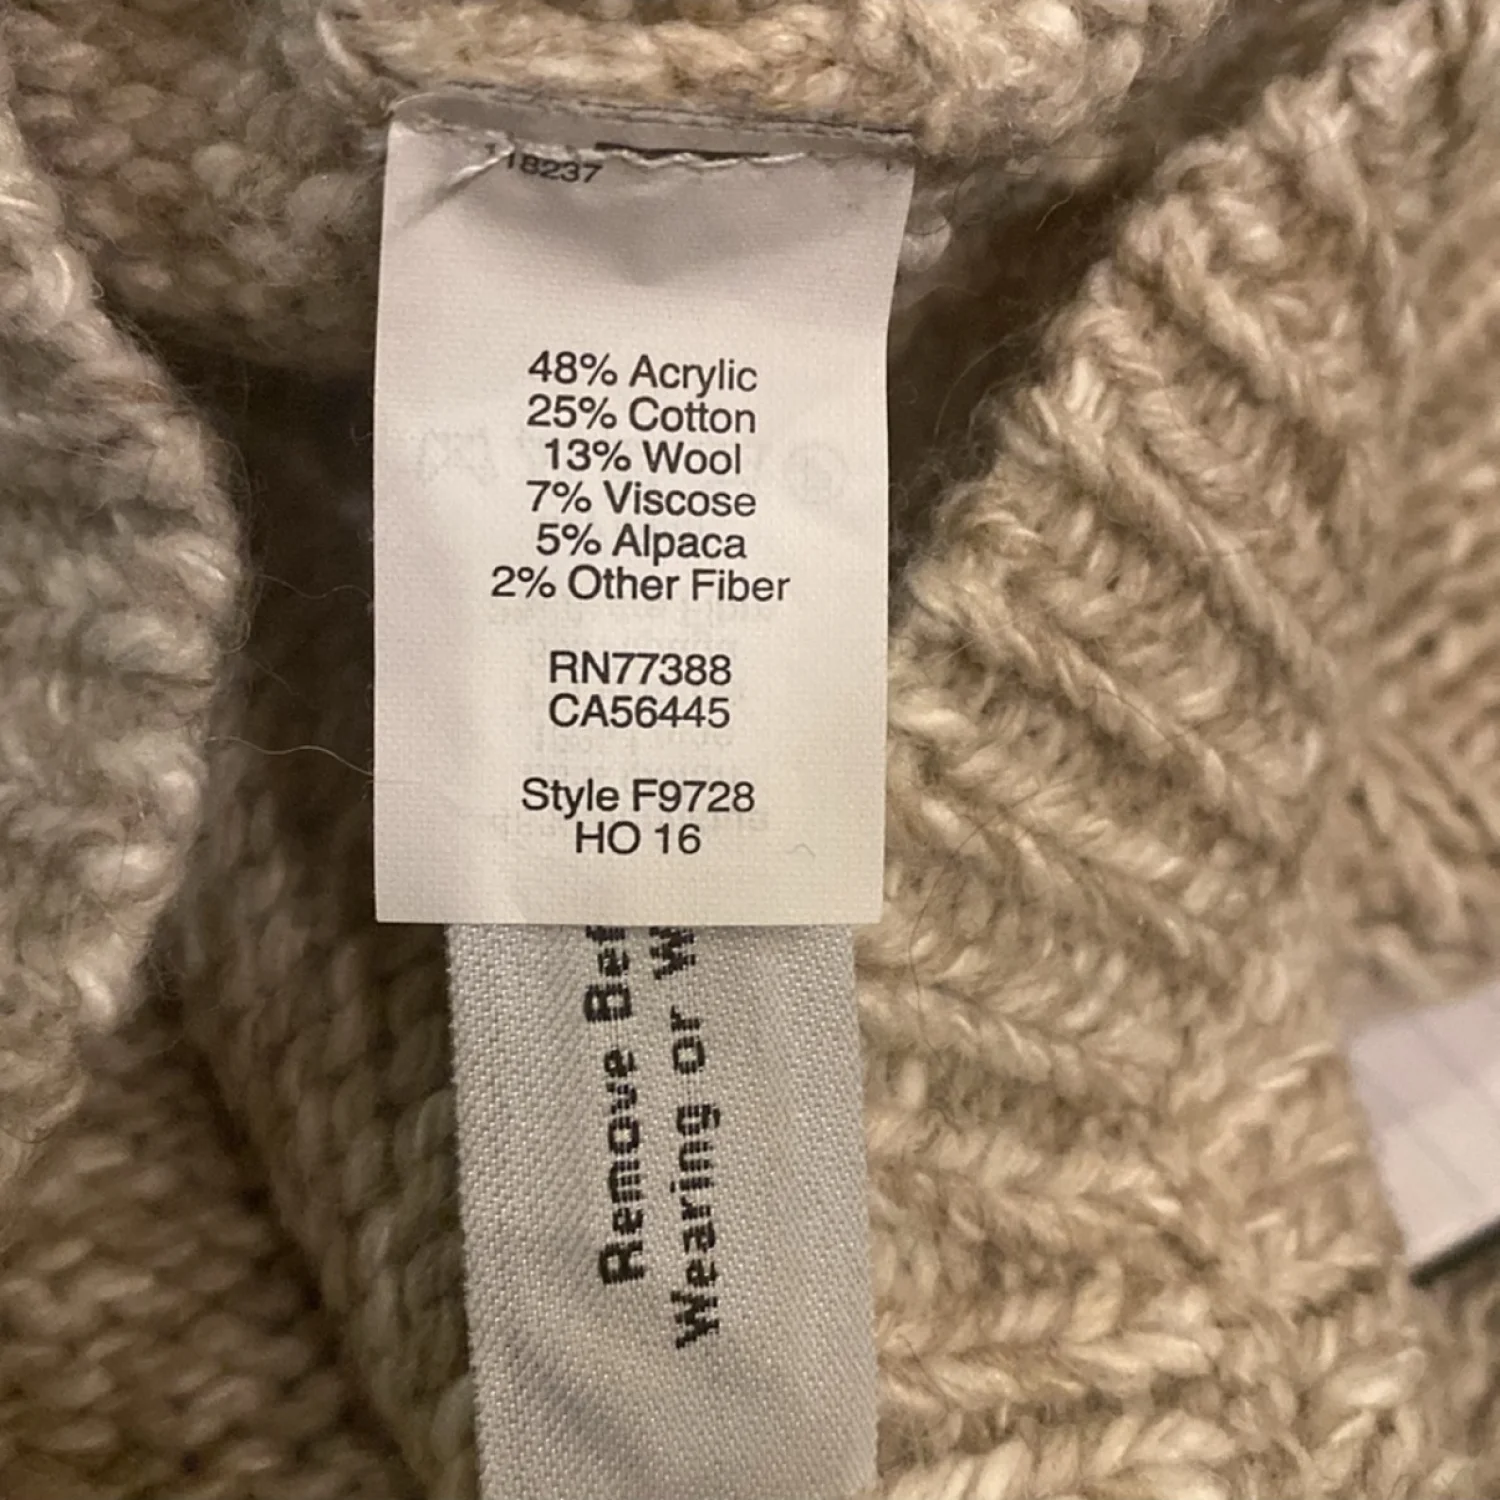 18237
48% Acrylic
25% Cotton
13% Wool
7% Viscose
5% Alpaca
2% Other Fiber
RN77388
CA56445
Style F9728
HO 16
Remove
Wearing or